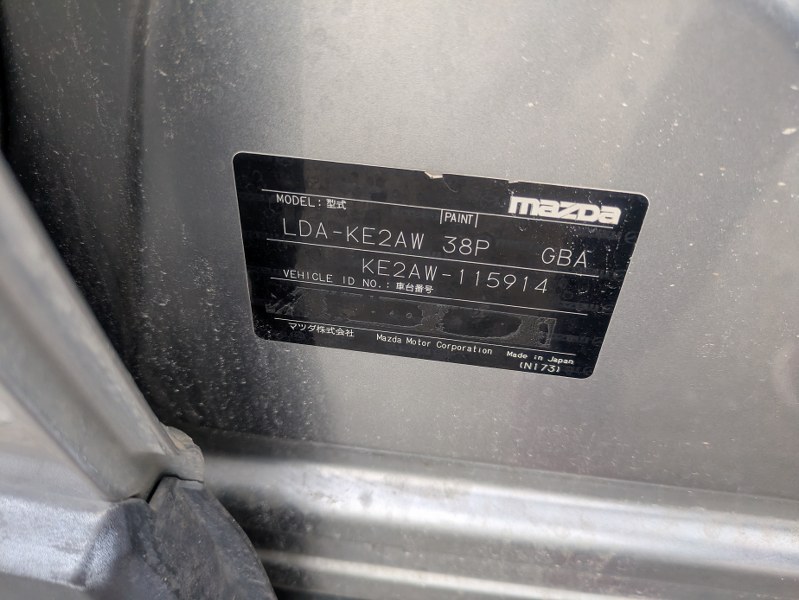 mazda
MODEL: 型式 PAINT
LDA-KE2AW 38P GBA
KE2AW-115914
VEHICLE ID NO.: 車台番号
マツダ株式会社 Mazda Motor Corporation Made in Japan
(N173)